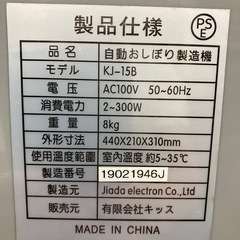 製品仕様
PS
E
品名 自動おしぼり製造機
モデル KJ-15B
電圧 AC100V 50~60Hz
消費電力 2~300W
重量 8kg
外形寸法 440X210X310mm
使用温度範囲 室內溫度 約5~35℃
製造番号 19021946J
製造元 Jiada electron Co.,Ltd
販売元 有限会社キッス
MADE IN CHINA